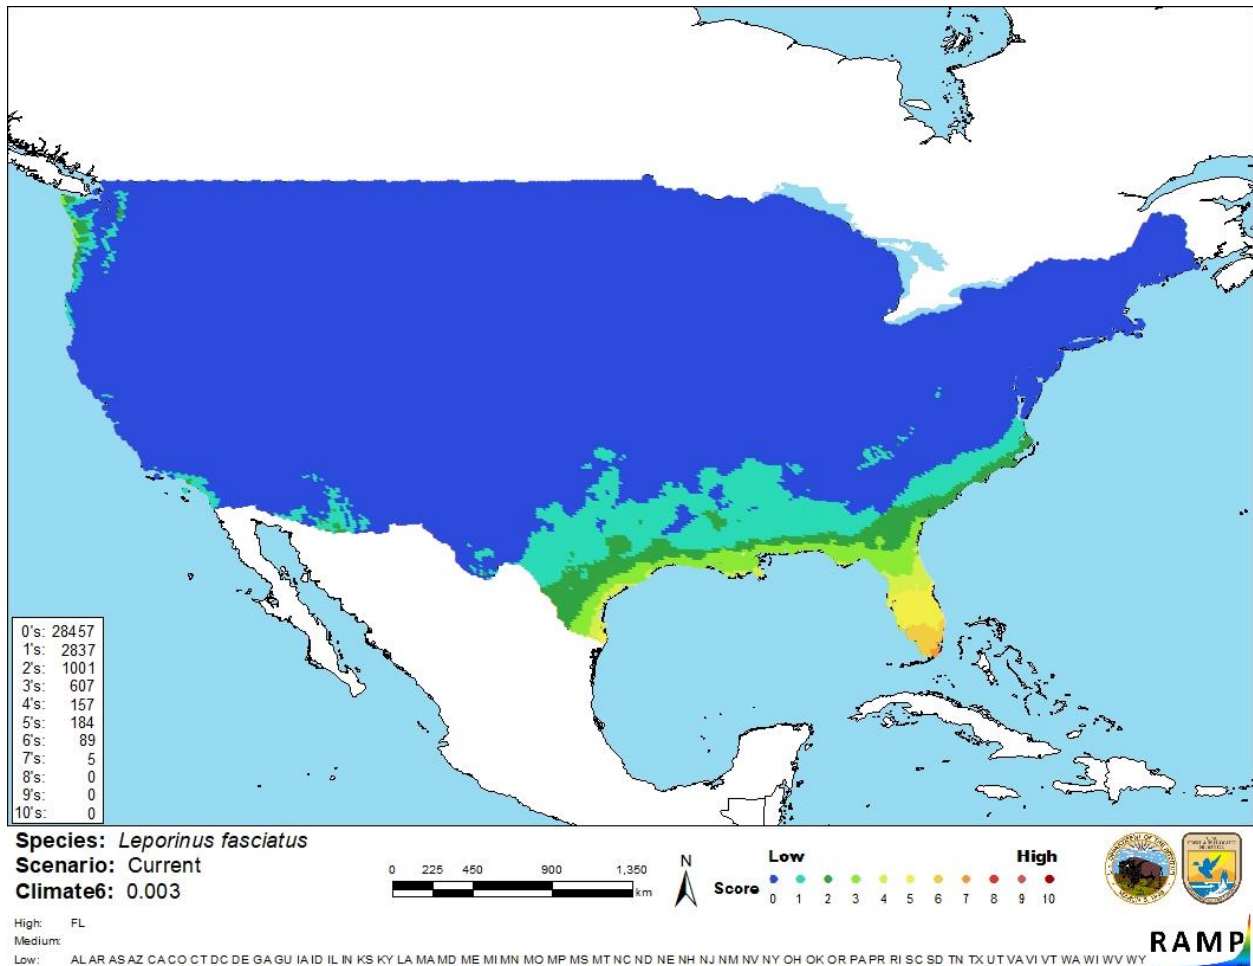 0's: 28457
1's: 2837
2's: 1001
3's: 607
4's: 157
5's: 184
6's: 89
7's: 5
8's: 0
9's: 0
10's: 0
Species: Leporinus fasciatus
Scenario: Current
Climate6: 0.003
0 225 450 900 1,350
km
N
Low High
Score
0 1 2 3 4 5 6 7 8 9 10
High: FL
Medium:
Low: AL AR AS AZ CA CO CT DC DE GA GU IA ID IL IN KS KY LA MA MD ME MI MN MO MP MS MT NC ND NE NH NJ NM NV NY OH OK OR PA PR RI SC SD TN TX UT VA VI VT WA WI WV WY
RAMP